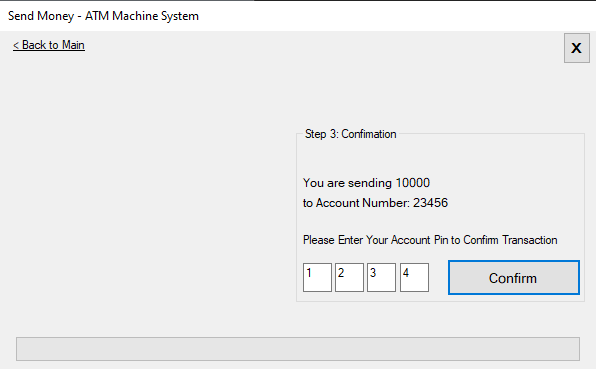 Send Money - ATM Machine System
< Back to Main
X
Step 3: Confimation
You are sending 10000
to Account Number: 23456
Please Enter Your Account Pin to Confirm Transaction
1 2 3 4 Confirm